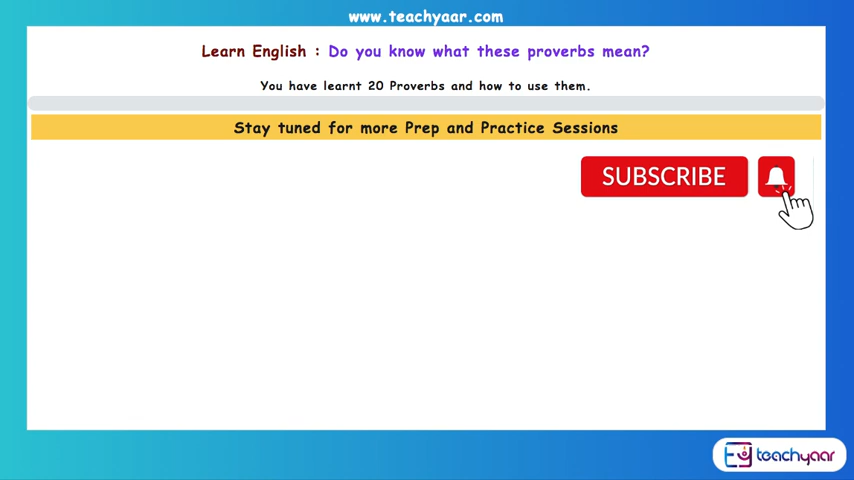 www.teachyaar.com
Learn English : Do you know what these proverbs mean?
You have learnt 20 Proverbs and how to use them.
Stay tuned for more Prep and Practice Sessions
SUBSCRIBE
teachyaar